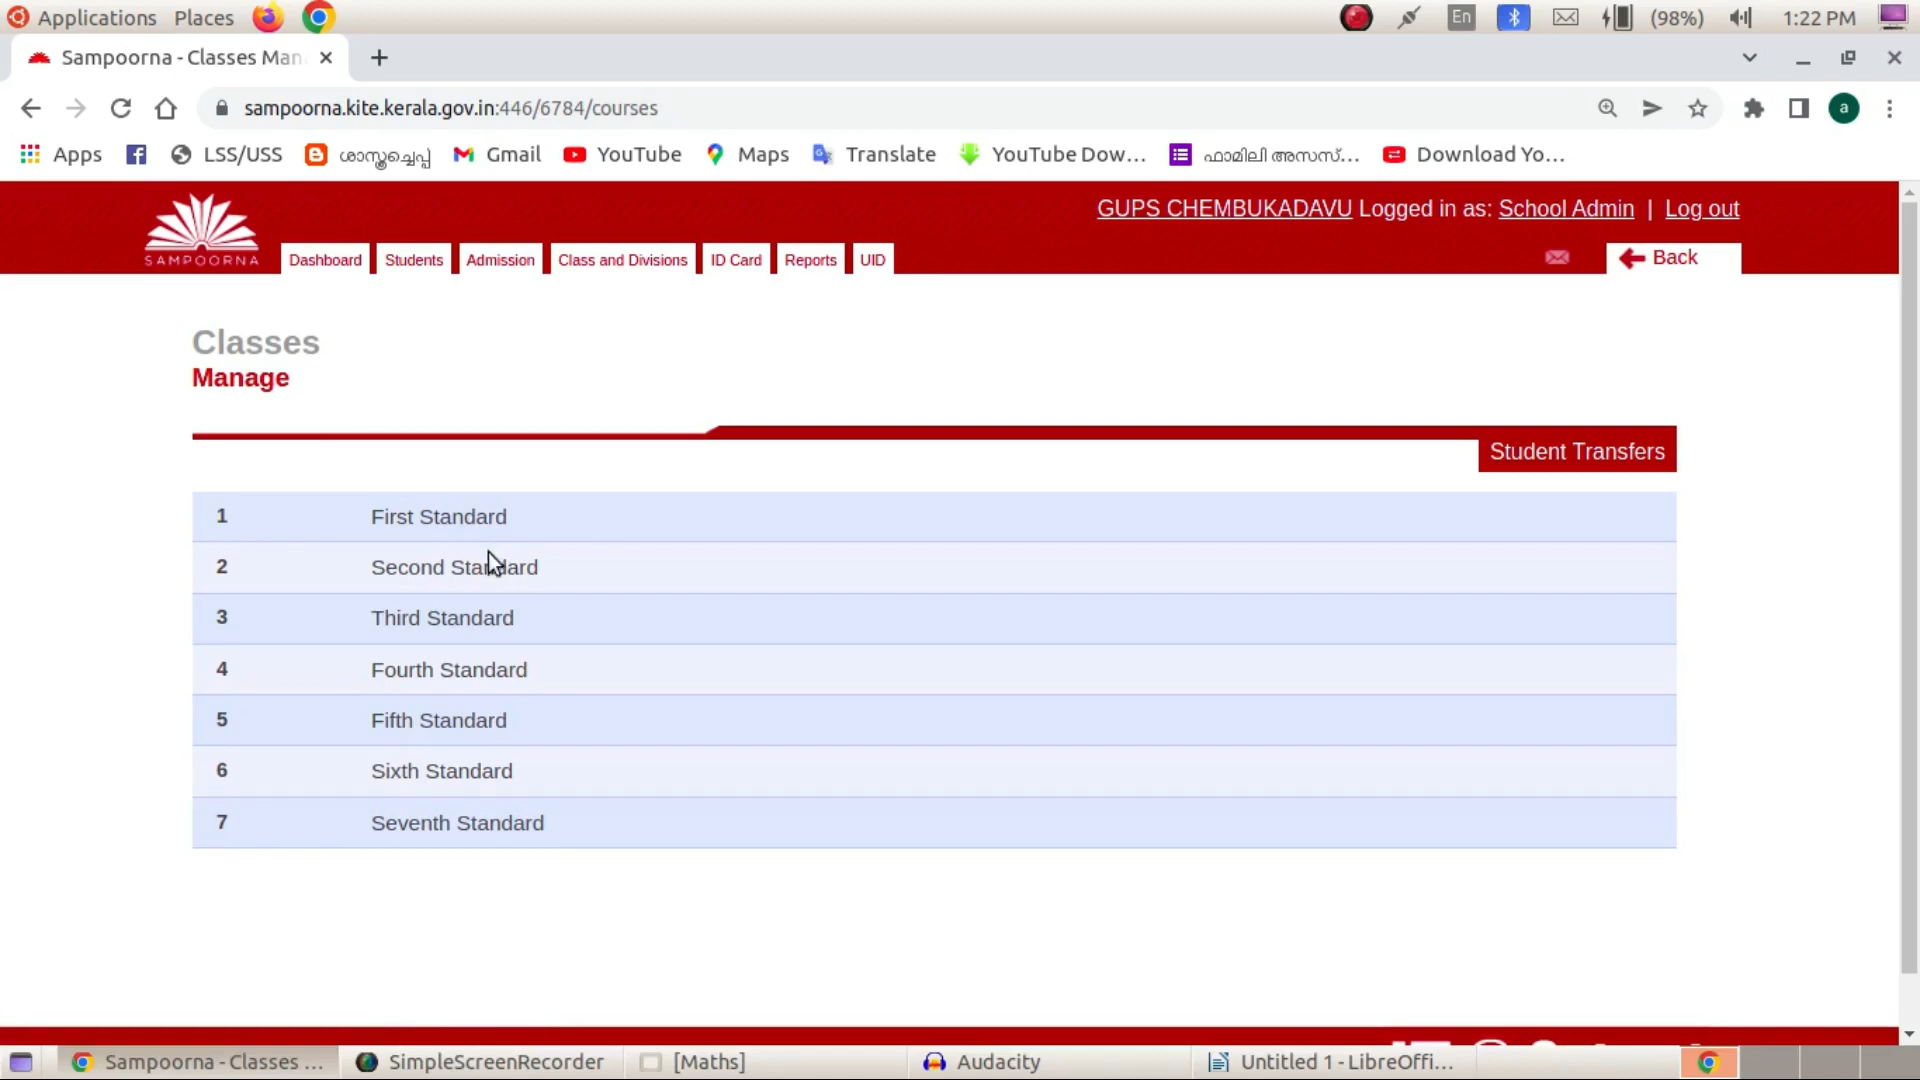 Applications Places En (98%) 1:22 PM
Sampoorna - Classes Man
sampoorna.kite.kerala.gov.in:446/6784/courses a
Apps LSS/USS ശാസ്ത്രച്ചെപ്പ് Gmail YouTube Maps Translate YouTube Dow... ഫാമിലി അസസ്... Download Yo...
GUPS CHEMBUKADAVU Logged in as: School Admin | Log out
SAMPOORNA Dashboard Students Admission Class and Divisions ID Card Reports UID Back
Classes
Manage
Student Transfers
1 First Standard
2 Second Standard
3 Third Standard
4 Fourth Standard
5 Fifth Standard
6 Sixth Standard
7 Seventh Standard
Sampoorna - Classes ... SimpleScreenRecorder [Maths] Audacity Untitled 1 - LibreOffi...